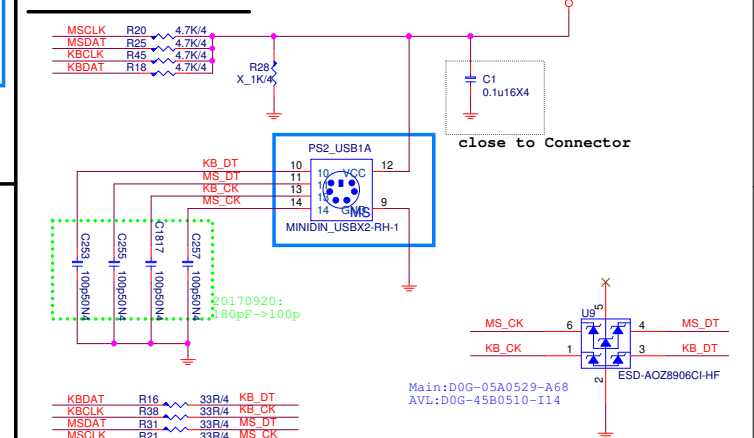 MSCLK R20 4.7K/4
MSDAT R25 4.7K/4
KBCLK R45 4.7K/4
KBDAT R18 4.7K/4
R28
X_1K/4
C1
0.1u16X4
close to Connector
PS2_USB1A
KB_DT 10 10 VCC 12
MS_DT 11
KB_CK 13
MS_CK 14 14 GND 9
MS
MINIDIN_USBX2-RH-1
C253 100p50N4
C255 100p50N4
C1817 100p50N4
C257 100p50N4
20170920:
180pF->100p
U9
5
MS_CK 6 4 MS_DT
KB_CK 1 3 KB_DT
2
ESD-AOZ8906CI-HF
Main:D0G-05A0529-A68
AVL:D0G-45B0510-I14
KBDAT R16 33R/4 KB_DT
KBCLK R38 33R/4 KB_CK
MSDAT R31 33R/4 MS_DT
MSCLK R21 33R/4 MS_CK